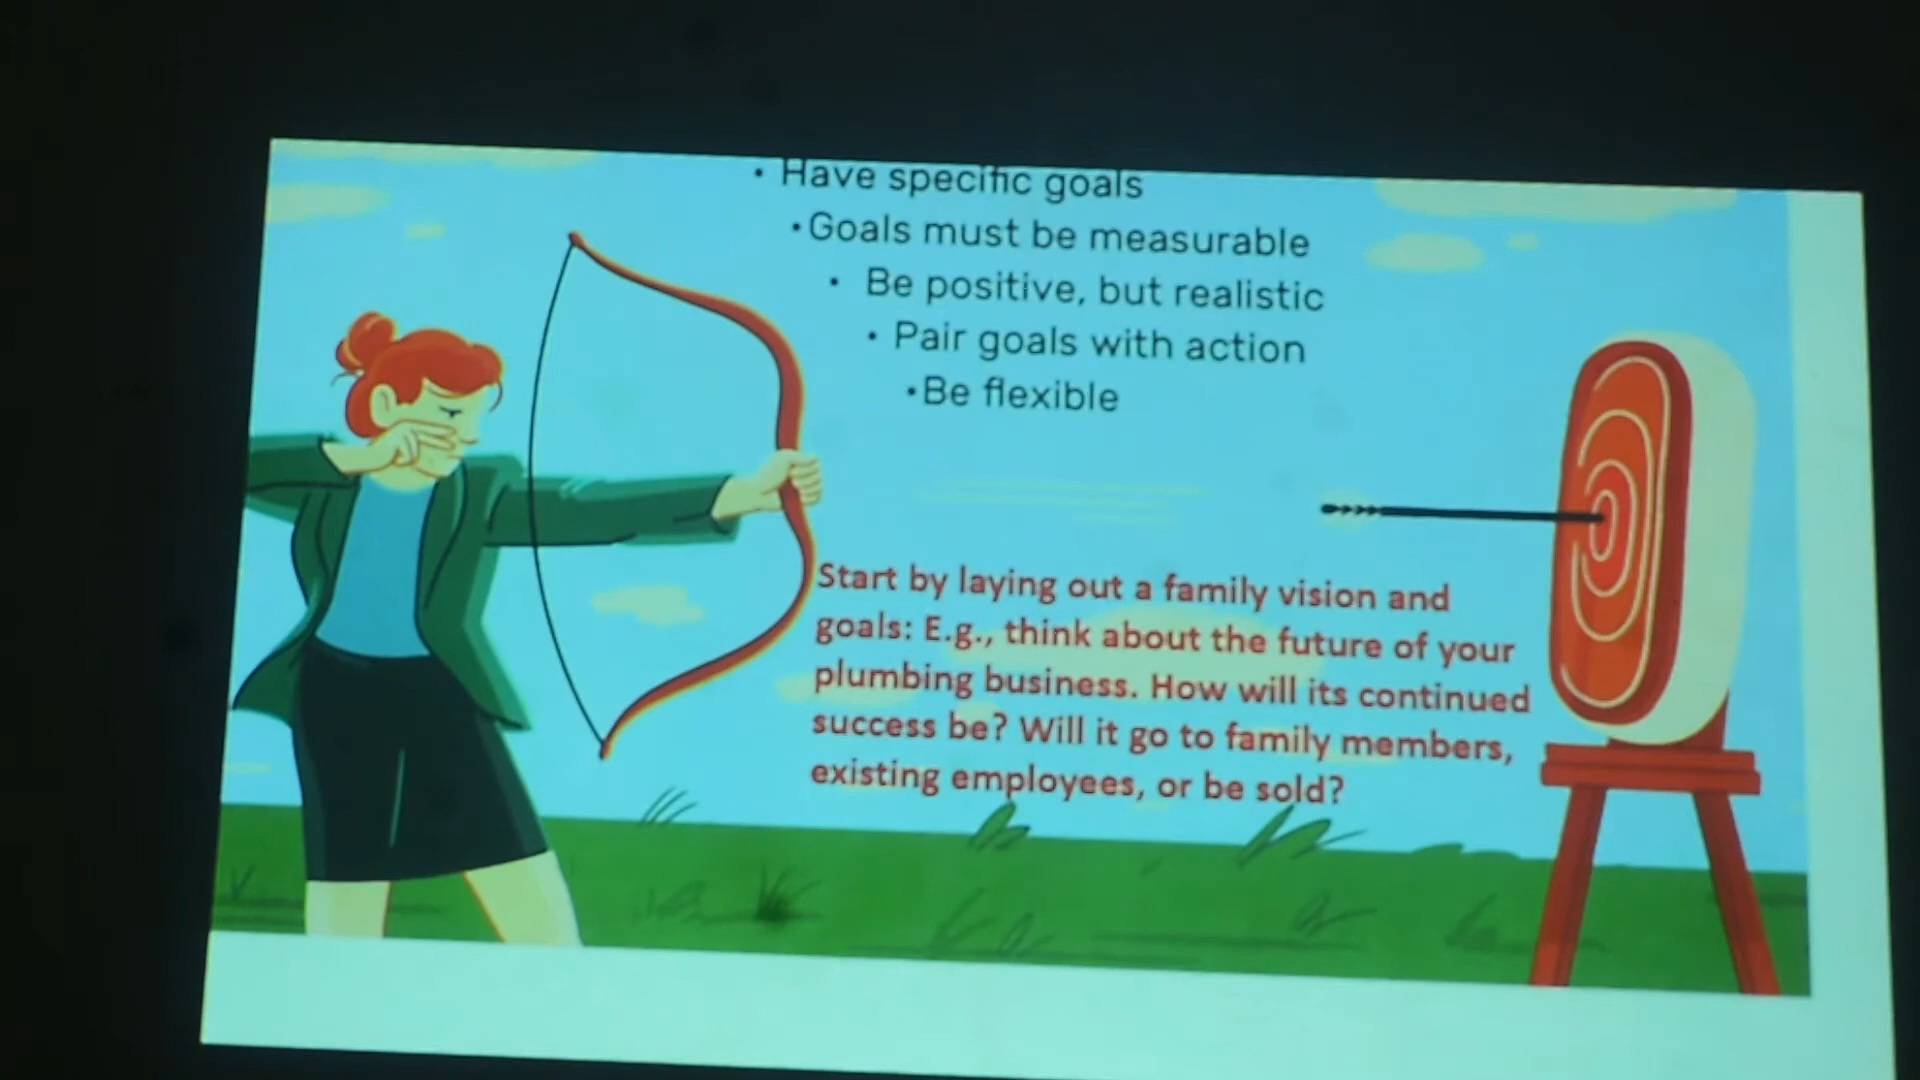 • Have specific goals
• Goals must be measurable
• Be positive, but realistic
• Pair goals with action
• Be flexible
Start by laying out a family vision and
goals: E.g., think about the future of your
plumbing business. How will its continued
success be? Will it go to family members,
existing employees, or be sold?